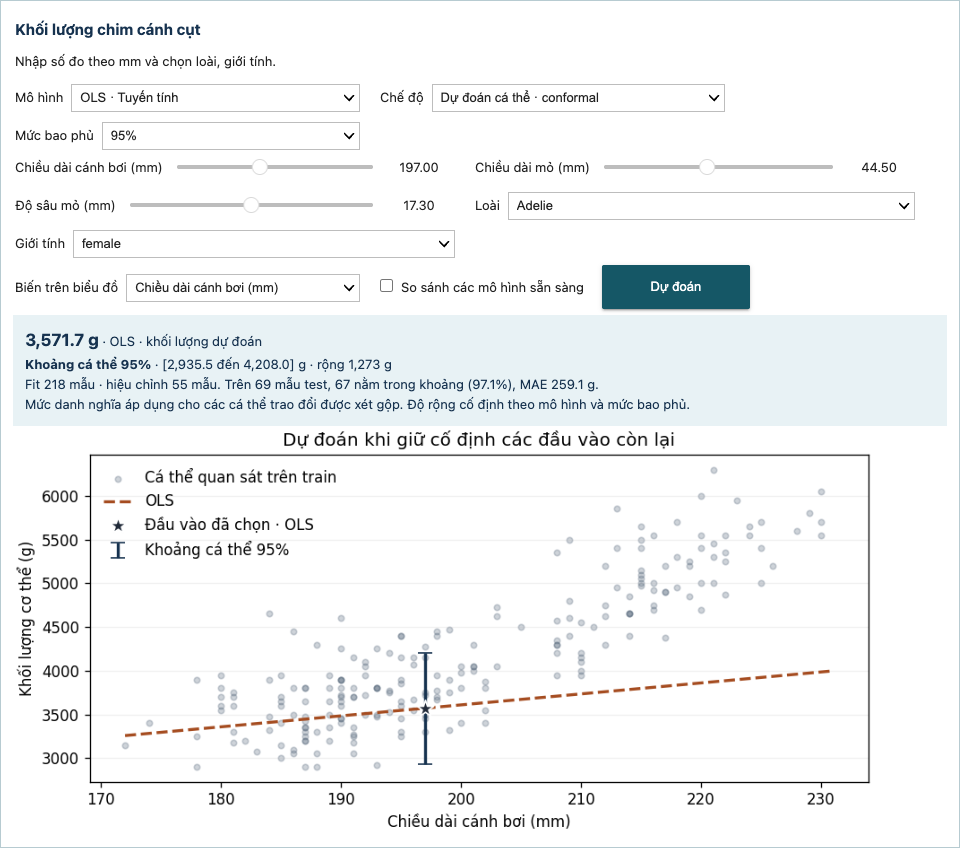 Khối lượng chim cánh cụt
Nhập số đo theo mm và chọn loài, giới tính.
Mô hình OLS · Tuyến tính Chế độ Dự đoán cá thể · conformal
Mức bao phủ 95%
Chiều dài cánh bơi (mm) 197.00 Chiều dài mỏ (mm) 44.50
Độ sâu mỏ (mm) 17.30 Loài Adelie
Giới tính female
Biến trên biểu đồ Chiều dài cánh bơi (mm) So sánh các mô hình sẵn sàng Dự đoán
3,571.7 g · OLS · khối lượng dự đoán
Khoảng cá thể 95% · [2,935.5 đến 4,208.0] g · rộng 1,273 g
Fit 218 mẫu · hiệu chỉnh 55 mẫu. Trên 69 mẫu test, 67 nằm trong khoảng (97.1%), MAE 259.1 g.
Mức danh nghĩa áp dụng cho các cá thể trao đổi được xét gộp. Độ rộng cố định theo mô hình và mức bao phủ.
Dự đoán khi giữ cố định các đầu vào còn lại
Cá thể quan sát trên train
OLS
Đầu vào đã chọn · OLS
Khoảng cá thể 95%
Khối lượng cơ thể (g)
6000
5500
5000
4500
4000
3500
3000
170 180 190 200 210 220 230
Chiều dài cánh bơi (mm)